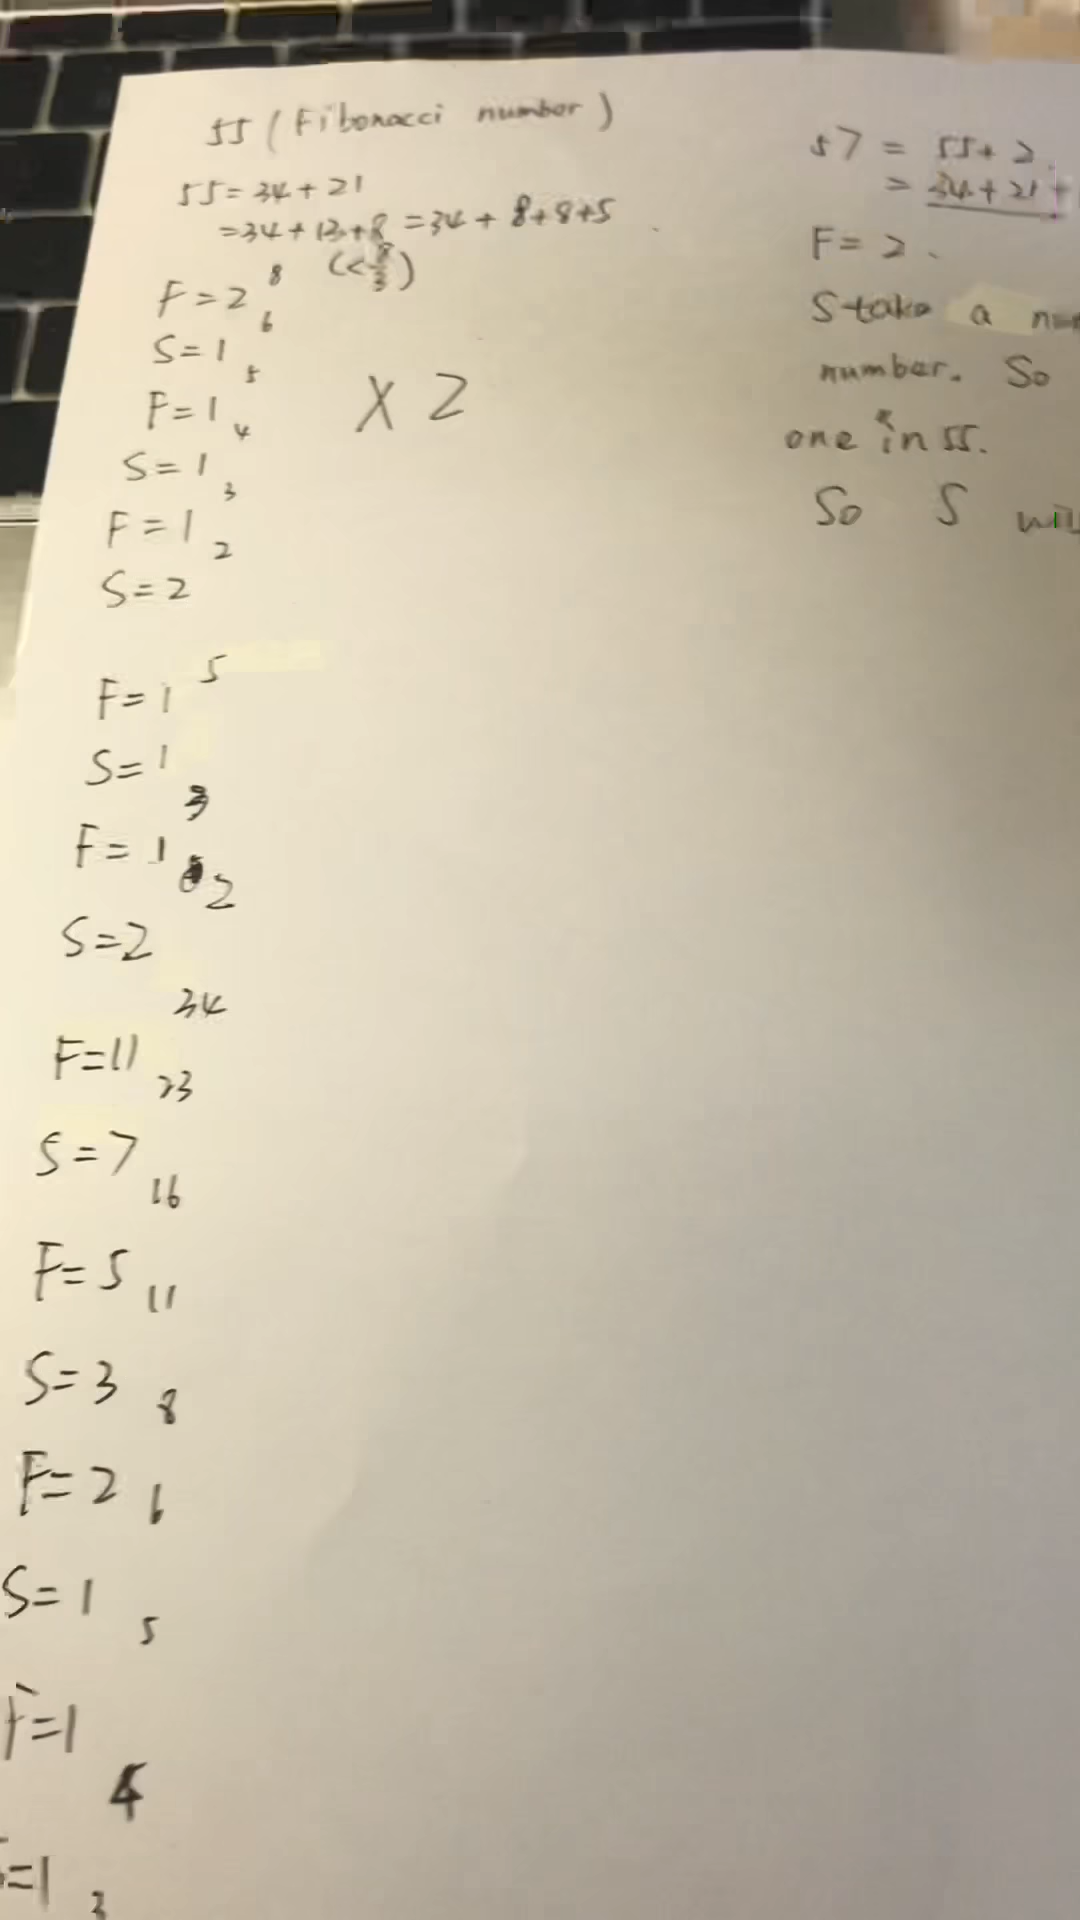 55 (Fibonacci number)
55=34+21
=34+13+8 =34+ 8+8+5
(<8/3)
8
F=2
6
S=1
5
F=1
4
S=1
3
F=1
2
S=2
X 2
5
F=1
S=1
3
F=1
2
S=2
34
F=11
23
S=7
16
F=5
11
S=3
8
F=2
6
S=1
5
F=1
4
=1
3
57 = 55+2
= 34+21+
F=2.
S take a
number. So
one in 55.
So S will